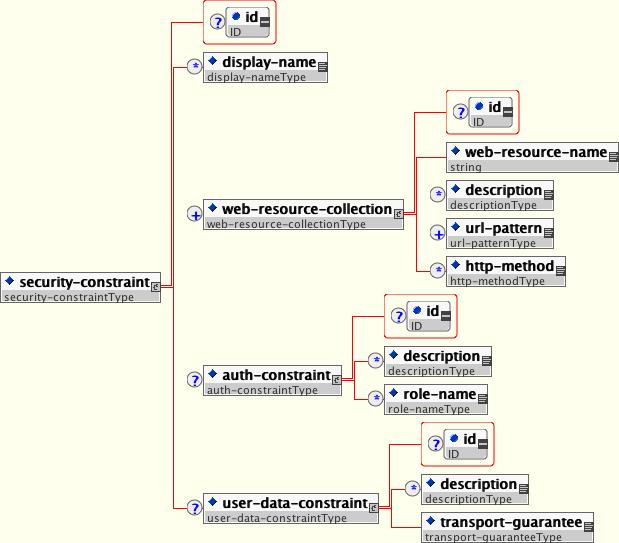 ? id
ID
* display-name
display-nameType
? id
ID
web-resource-name
string
* description
descriptionType
+ web-resource-collection
web-resource-collectionType
+ url-pattern
url-patternType
* http-method
http-methodType
security-constraint
security-constraintType
? id
ID
* description
descriptionType
? auth-constraint
auth-constraintType
* role-name
role-nameType
? id
ID
* description
descriptionType
? user-data-constraint
user-data-constraintType
transport-guarantee
transport-guaranteeType